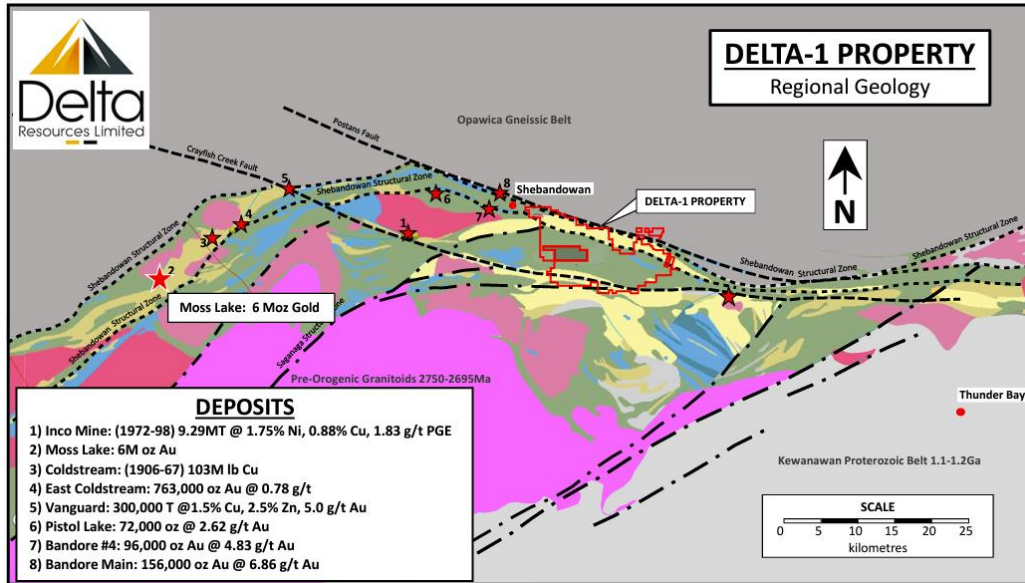 Delta
Resources Limited
DELTA-1 PROPERTY
Regional Geology
Opawica Gneissic Belt
Postans Fault
Crayfish Creek Fault
N
5
Shebandowan Structural Zone
8
Shebandowan
6
7
DELTA-1 PROPERTY
4
1
3
Shebandowan Structural Zone
Shebandowan Structural Zone
Shebandowan Structural Zone
2
Moss Lake: 6 Moz Gold
Shebandowan Structural Zone
Saganaga Structural Zone
Pre-Orogenic Granitoids 2750-2695Ma
Thunder Bay
Kewanawan Proterozoic Belt 1.1-1.2Ga
DEPOSITS
1) Inco Mine: (1972-98) 9.29MT @ 1.75% Ni, 0.88% Cu, 1.83 g/t PGE
2) Moss Lake: 6M oz Au
3) Coldstream: (1906-67) 103M lb Cu
4) East Coldstream: 763,000 oz Au @ 0.78 g/t
5) Vanguard: 300,000 T @1.5% Cu, 2.5% Zn, 5.0 g/t Au
6) Pistol Lake: 72,000 oz @ 2.62 g/t Au
7) Bandore #4: 96,000 oz Au @ 4.83 g/t Au
8) Bandore Main: 156,000 oz Au @ 6.86 g/t Au
SCALE
0 5 10 15 20 25
kilometres